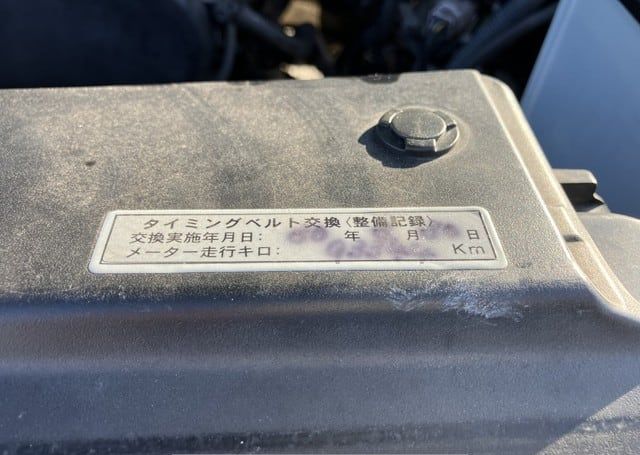 タイミングベルト交換〈整備記録〉
交換実施年月日： 年 月 日
メーター走行キロ： Km